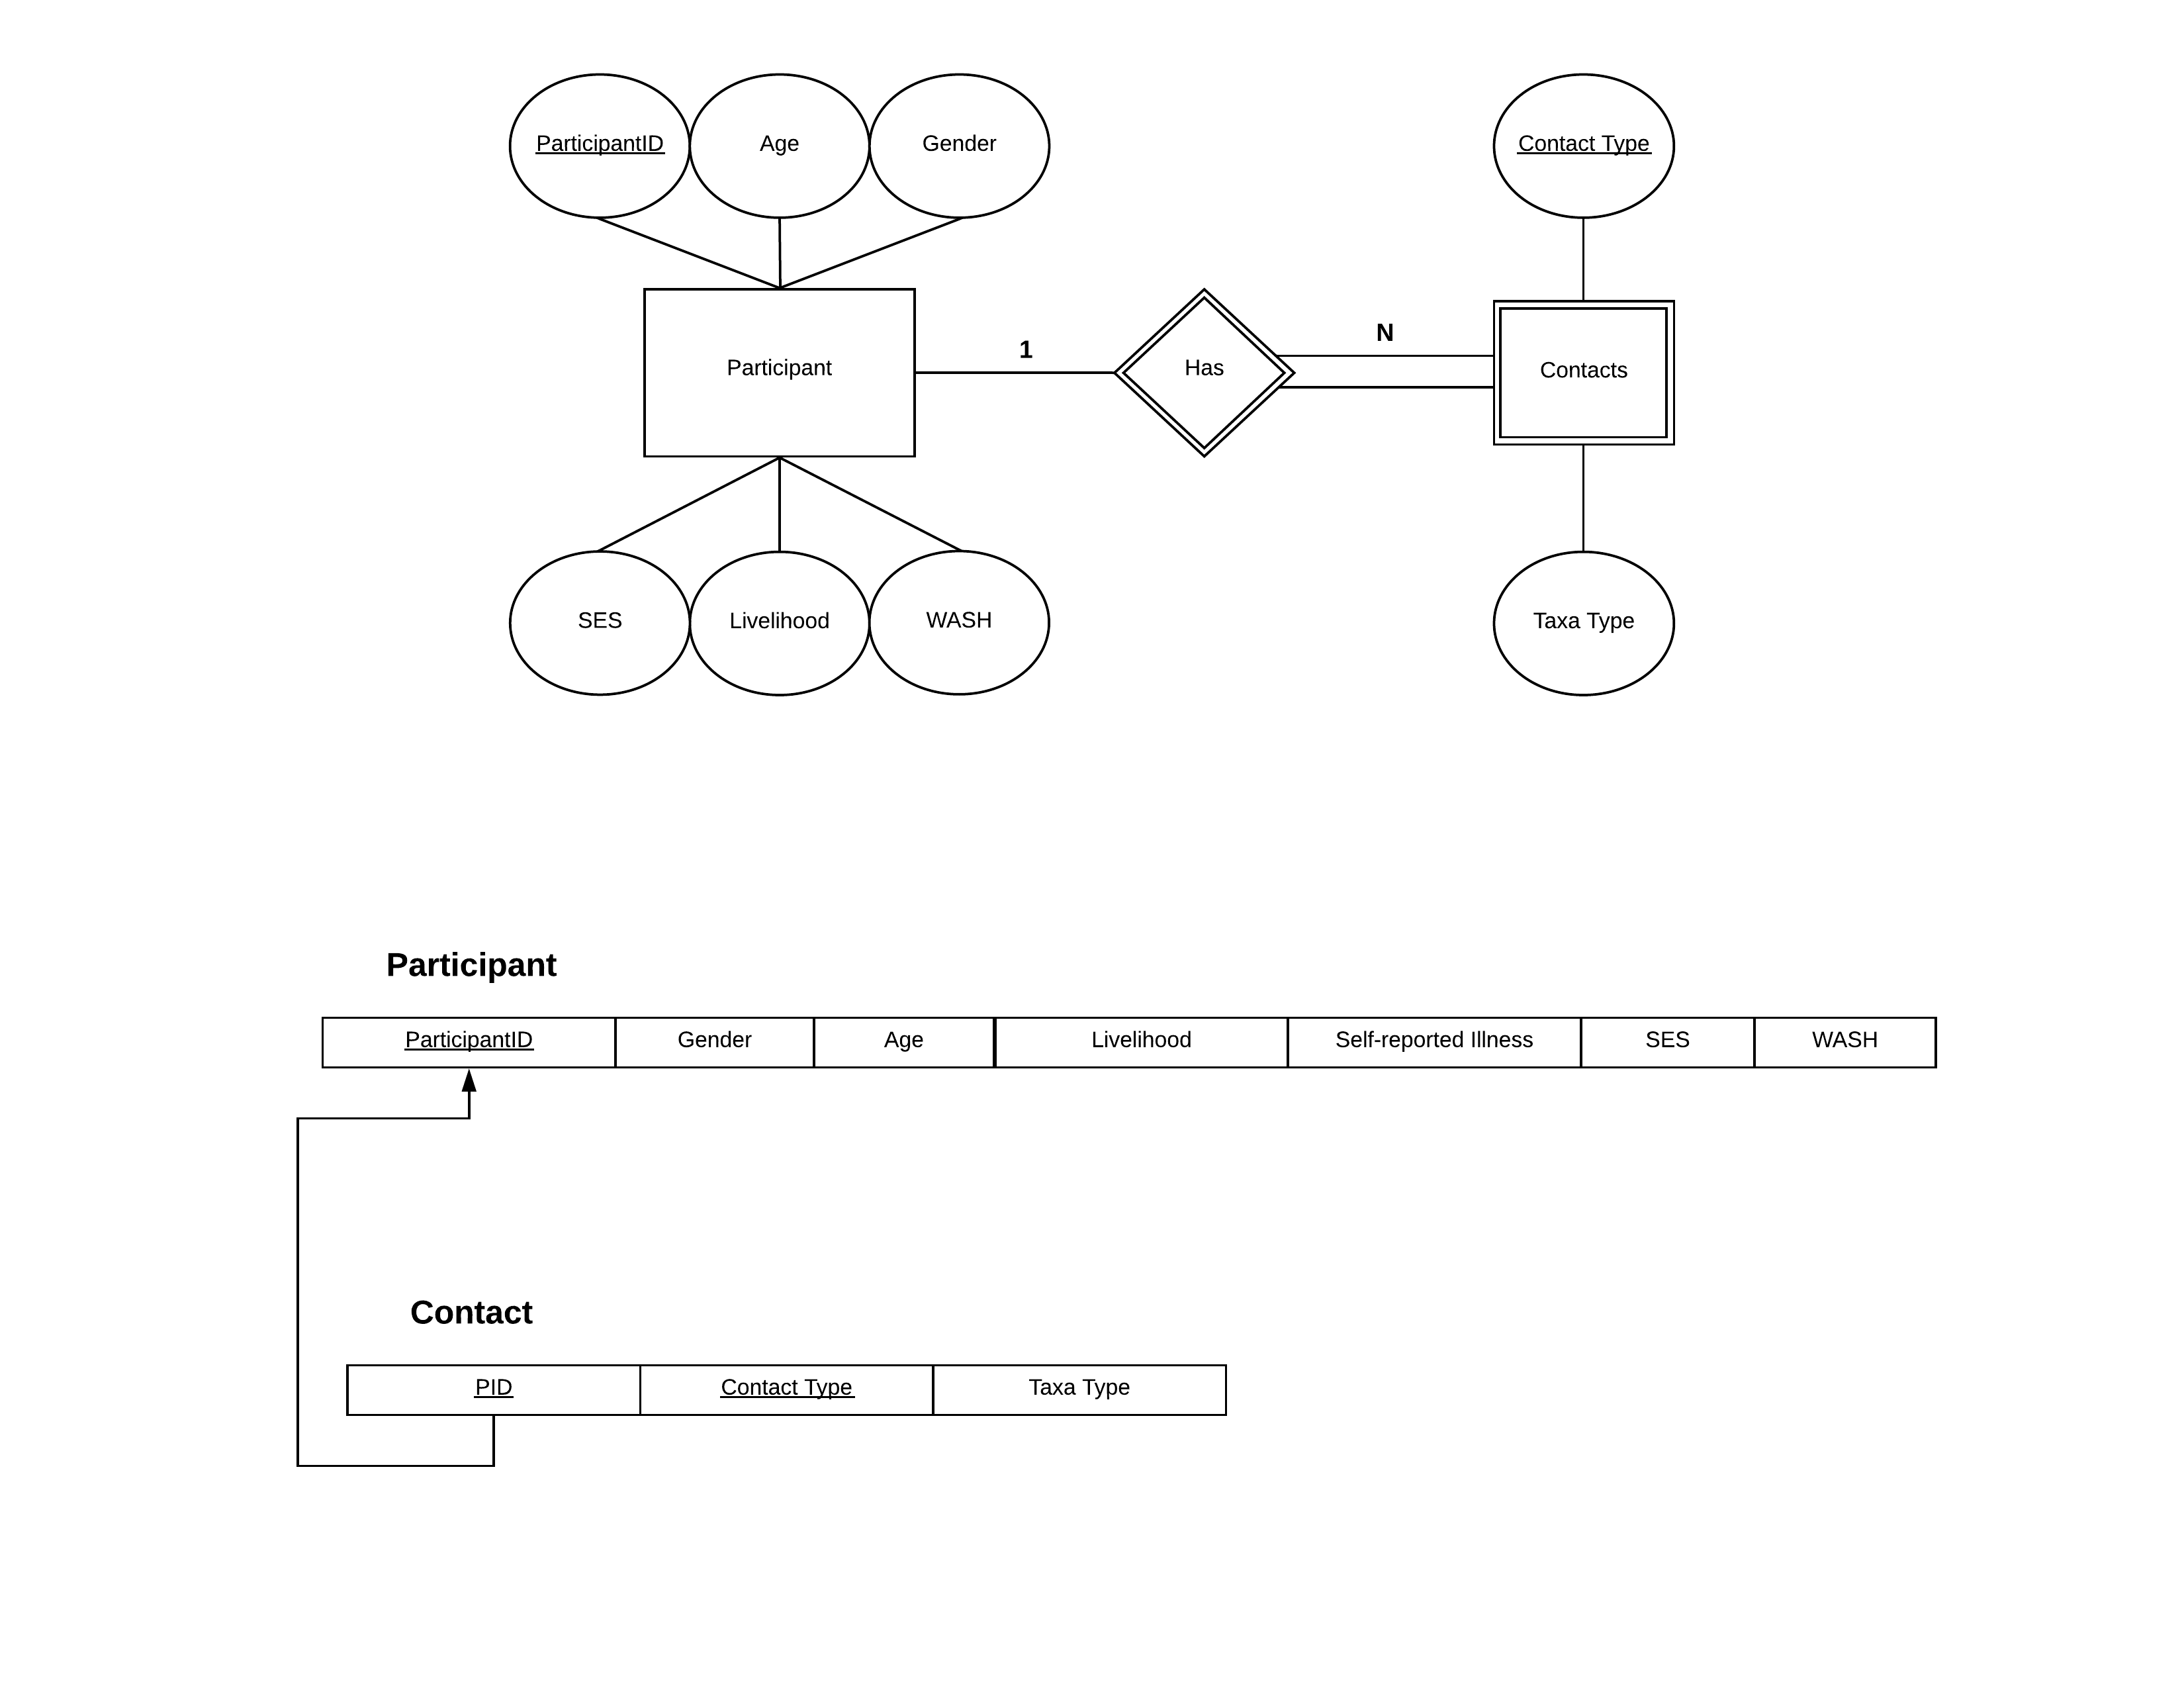 ParticipantID
Age
Gender
Contact Type
Participant
1
Has
N
Contacts
SES
Livelihood
WASH
Taxa Type
Participant
ParticipantID
Gender
Age
Livelihood
Self-reported Illness
SES
WASH
Contact
PID
Contact Type
Taxa Type